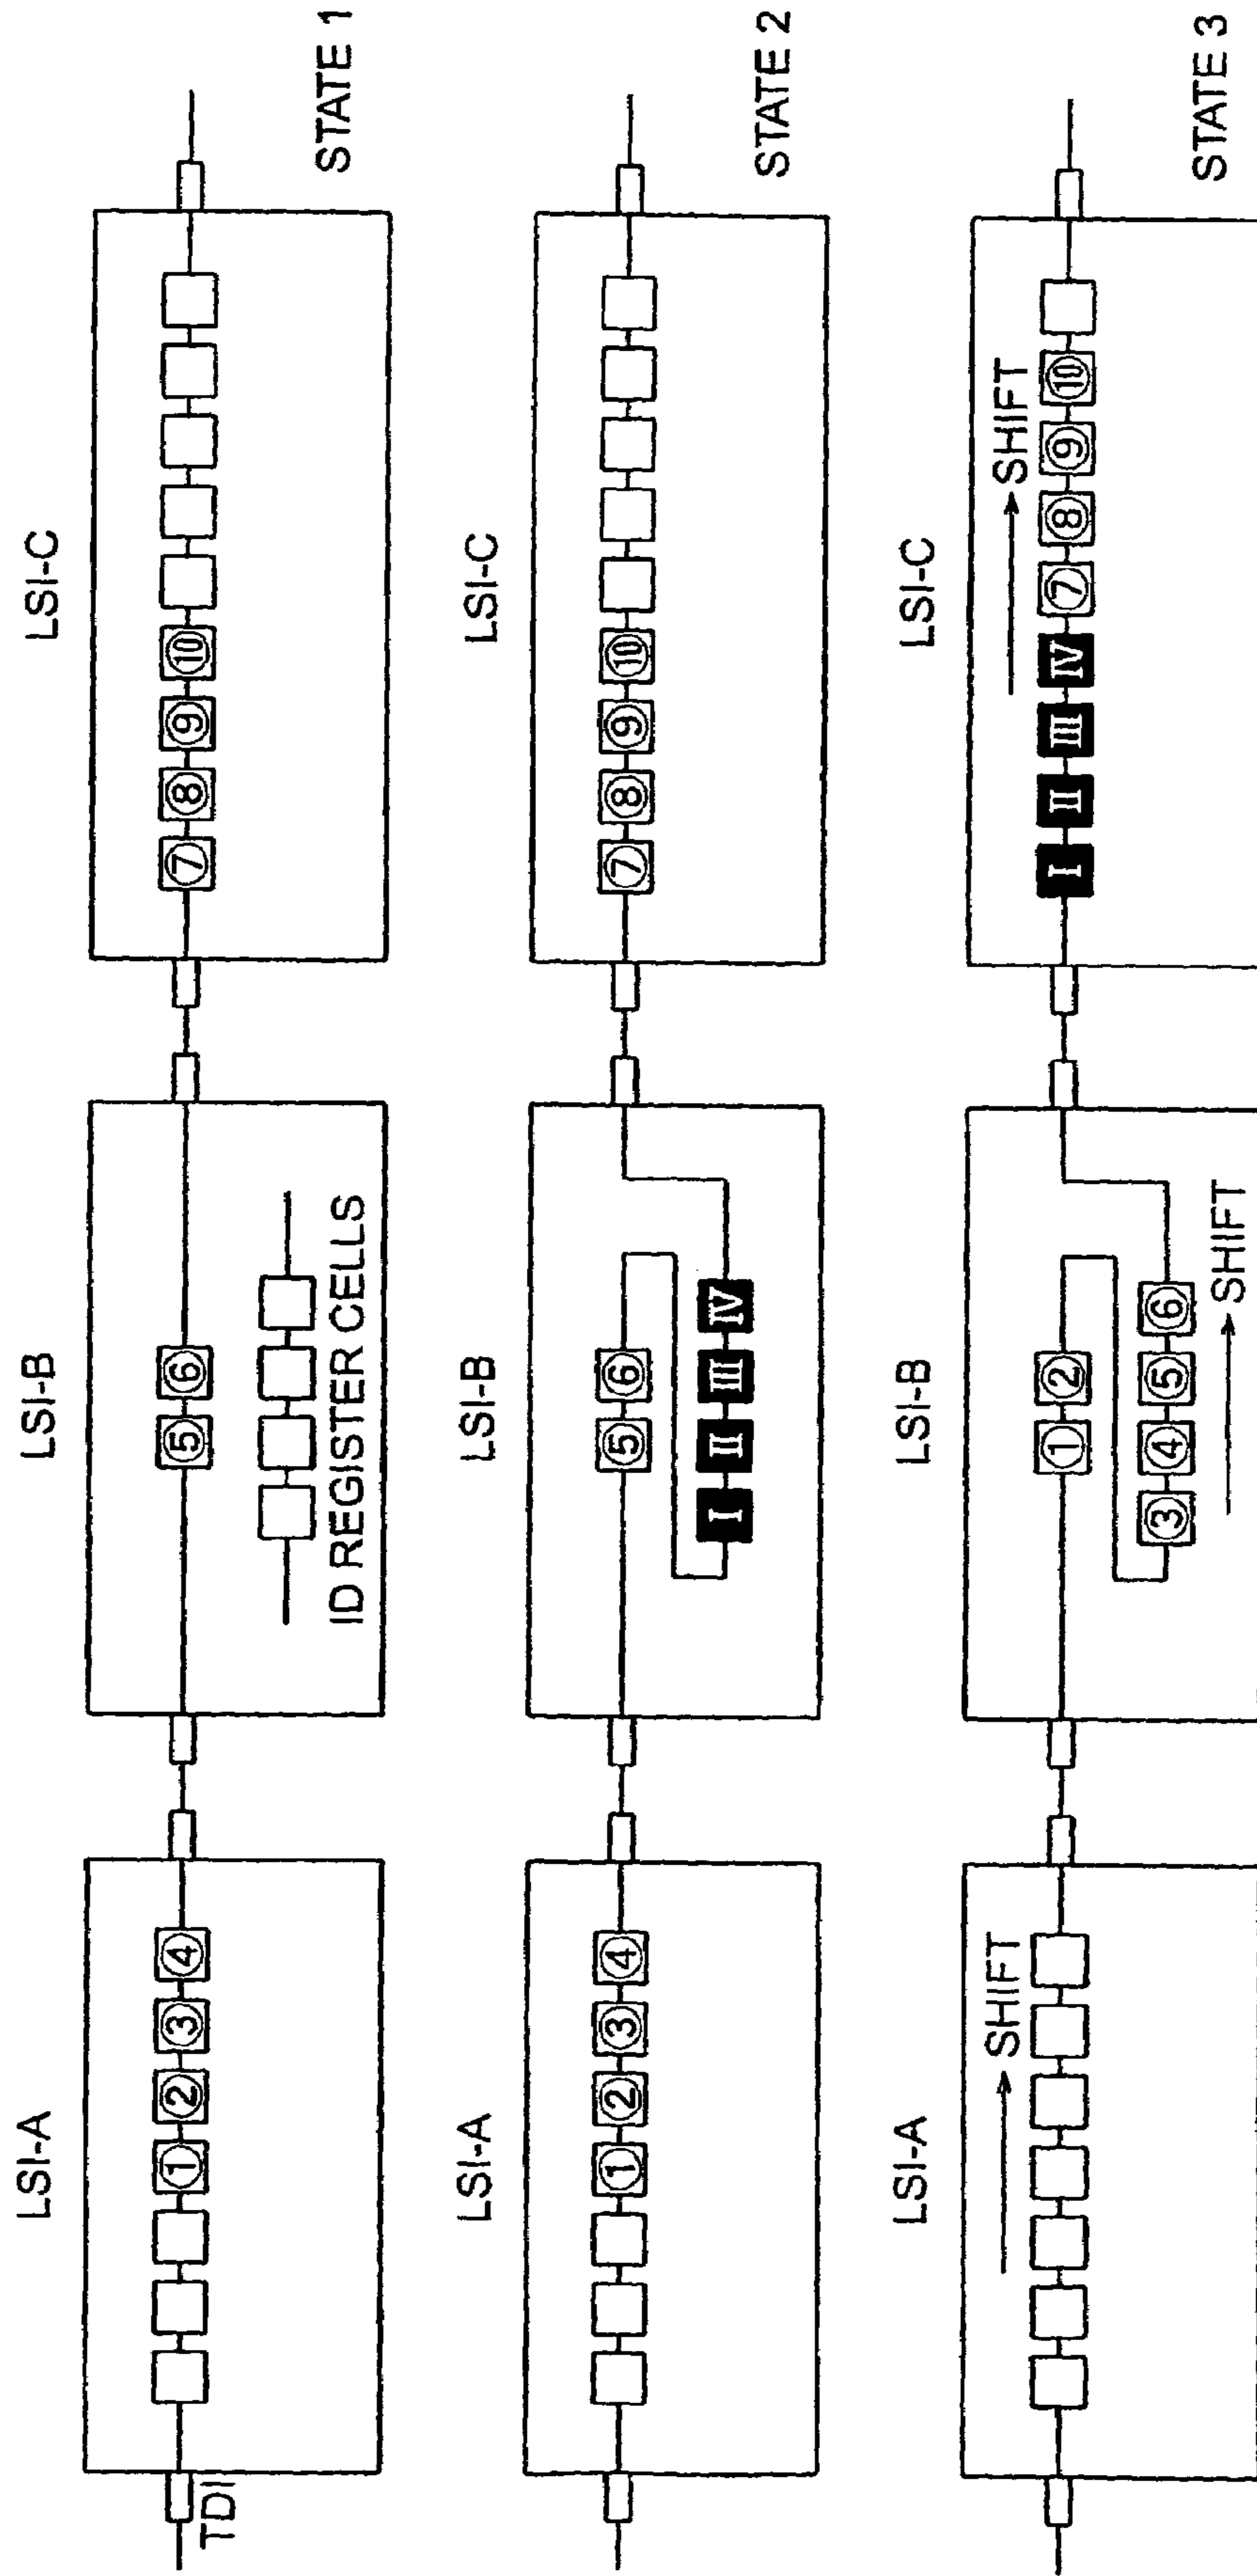 LSI-A LSI-B LSI-C
① ② ③ ④ ⑤ ⑥ ⑦ ⑧ ⑨ ⑩
TDI
ID REGISTER CELLS
STATE 1
LSI-A LSI-B LSI-C
① ② ③ ④ ⑤ ⑥ ⑦ ⑧ ⑨ ⑩
I II III IV
STATE 2
LSI-A LSI-B LSI-C
SHIFT SHIFT
① ② I II III IV ⑦ ⑧ ⑨ ⑩
③ ④ ⑤ ⑥
SHIFT
STATE 3